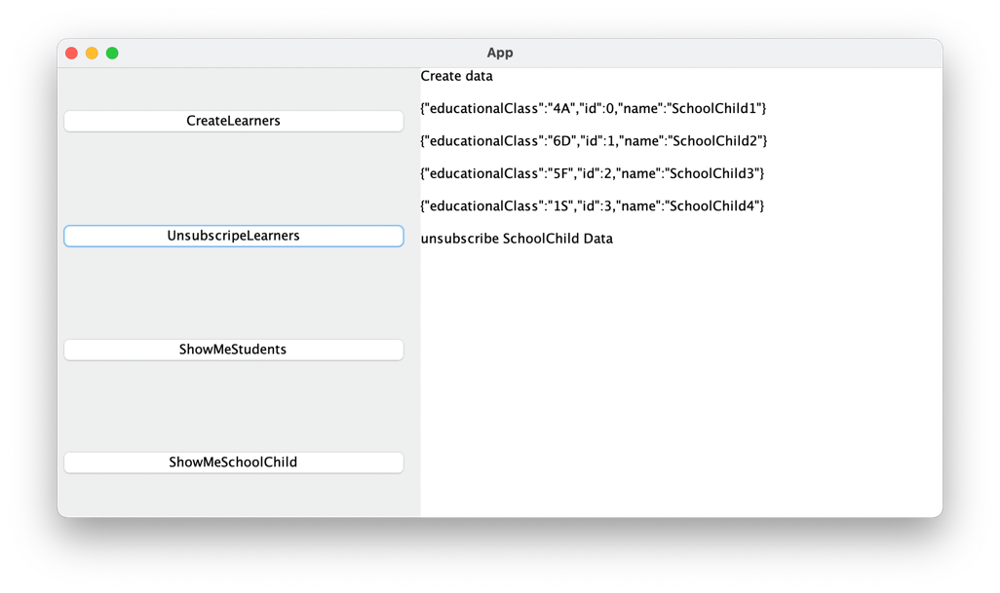 App
CreateLearners
UnsubscripeLearners
ShowMeStudents
ShowMeSchoolChild
Create data
{"educationalClass":"4A","id":0,"name":"SchoolChild1"}
{"educationalClass":"6D","id":1,"name":"SchoolChild2"}
{"educationalClass":"5F","id":2,"name":"SchoolChild3"}
{"educationalClass":"1S","id":3,"name":"SchoolChild4"}
unsubscribe SchoolChild Data